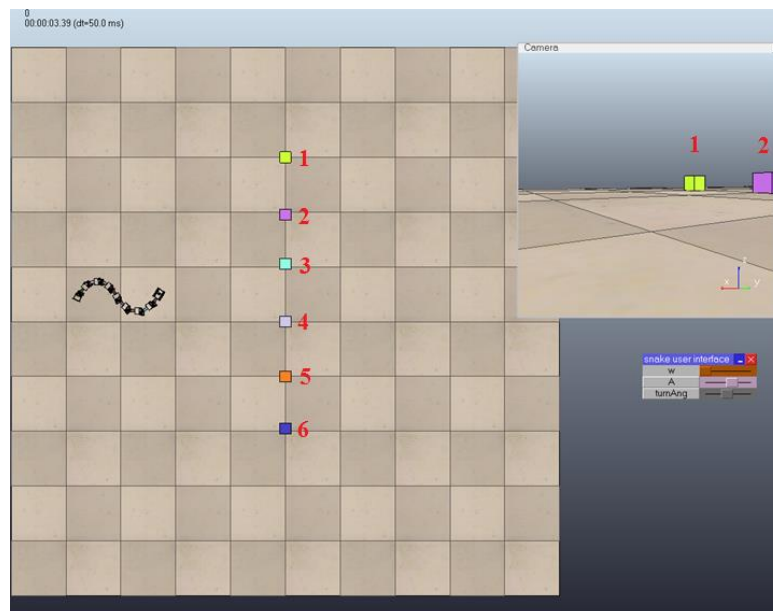 0
00:00:03.39 (dt=50.0 ms)
Camera
1
2
1
2
3
4
5
6
z
x
y
snake user interface
w
A
turnAng